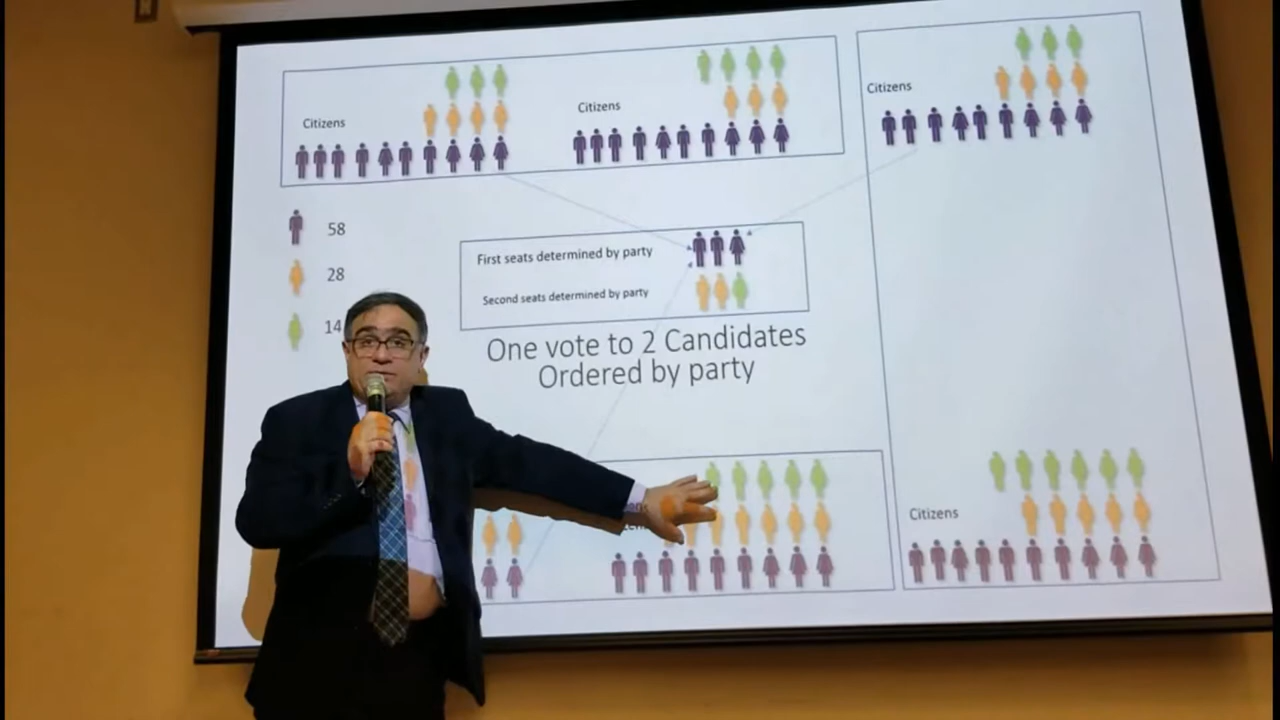 Citizens
Citizens
Citizens
58
28
14
First seats determined by party
Second seats determined by party
One vote to 2 Candidates
Ordered by party
Citizens